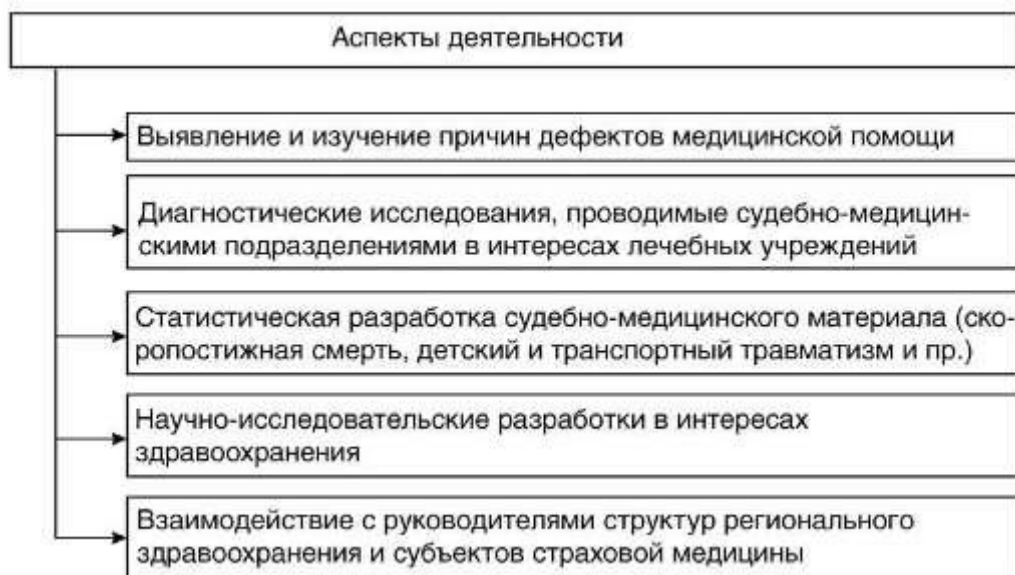 Аспекты деятельности
Выявление и изучение причин дефектов медицинской помощи
Диагностические исследования, проводимые судебно-медицин-
скими подразделениями в интересах лечебных учреждений
Статистическая разработка судебно-медицинского материала (ско-
ропостижная смерть, детский и транспортный травматизм и пр.)
Научно-исследовательские разработки в интересах
здравоохранения
Взаимодействие с руководителями структур регионального
здравоохранения и субъектов страховой медицины